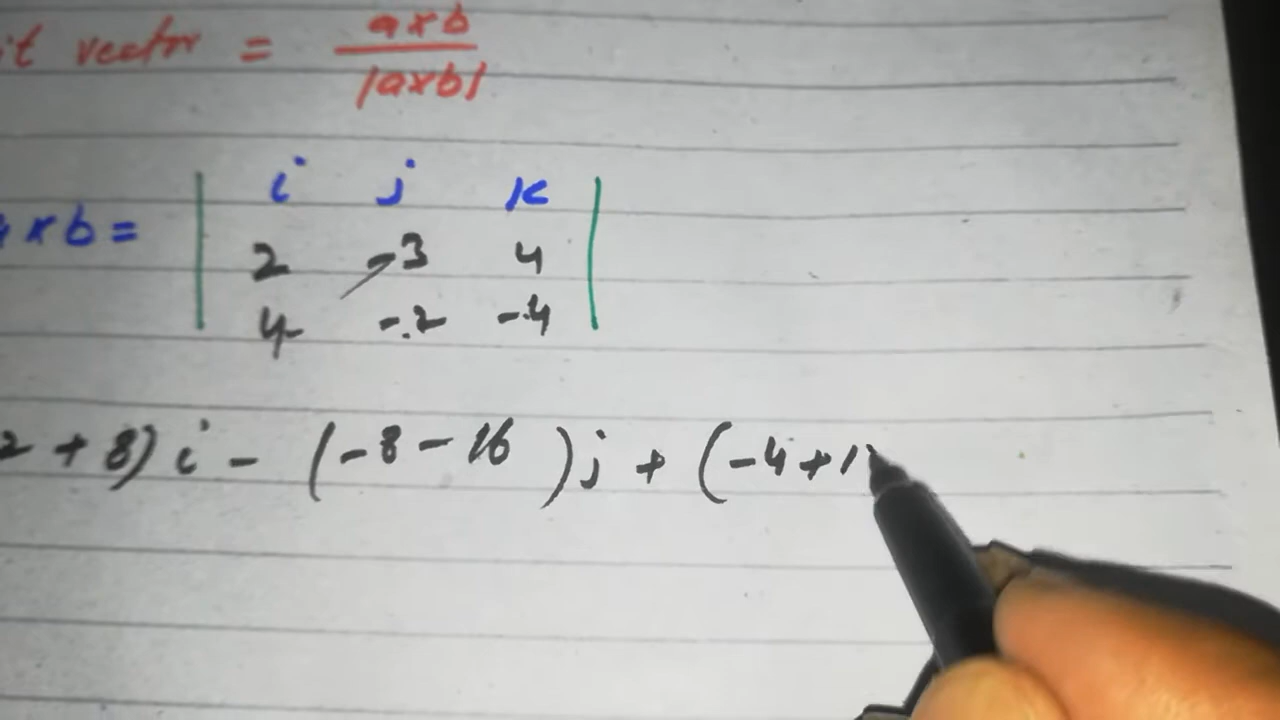 it vector = a×b
|a×b|
a×b = | i j k |
2 -3 4
4 -2 -4
2 + 8) i - (-8 - 16) j + (-4 + 1